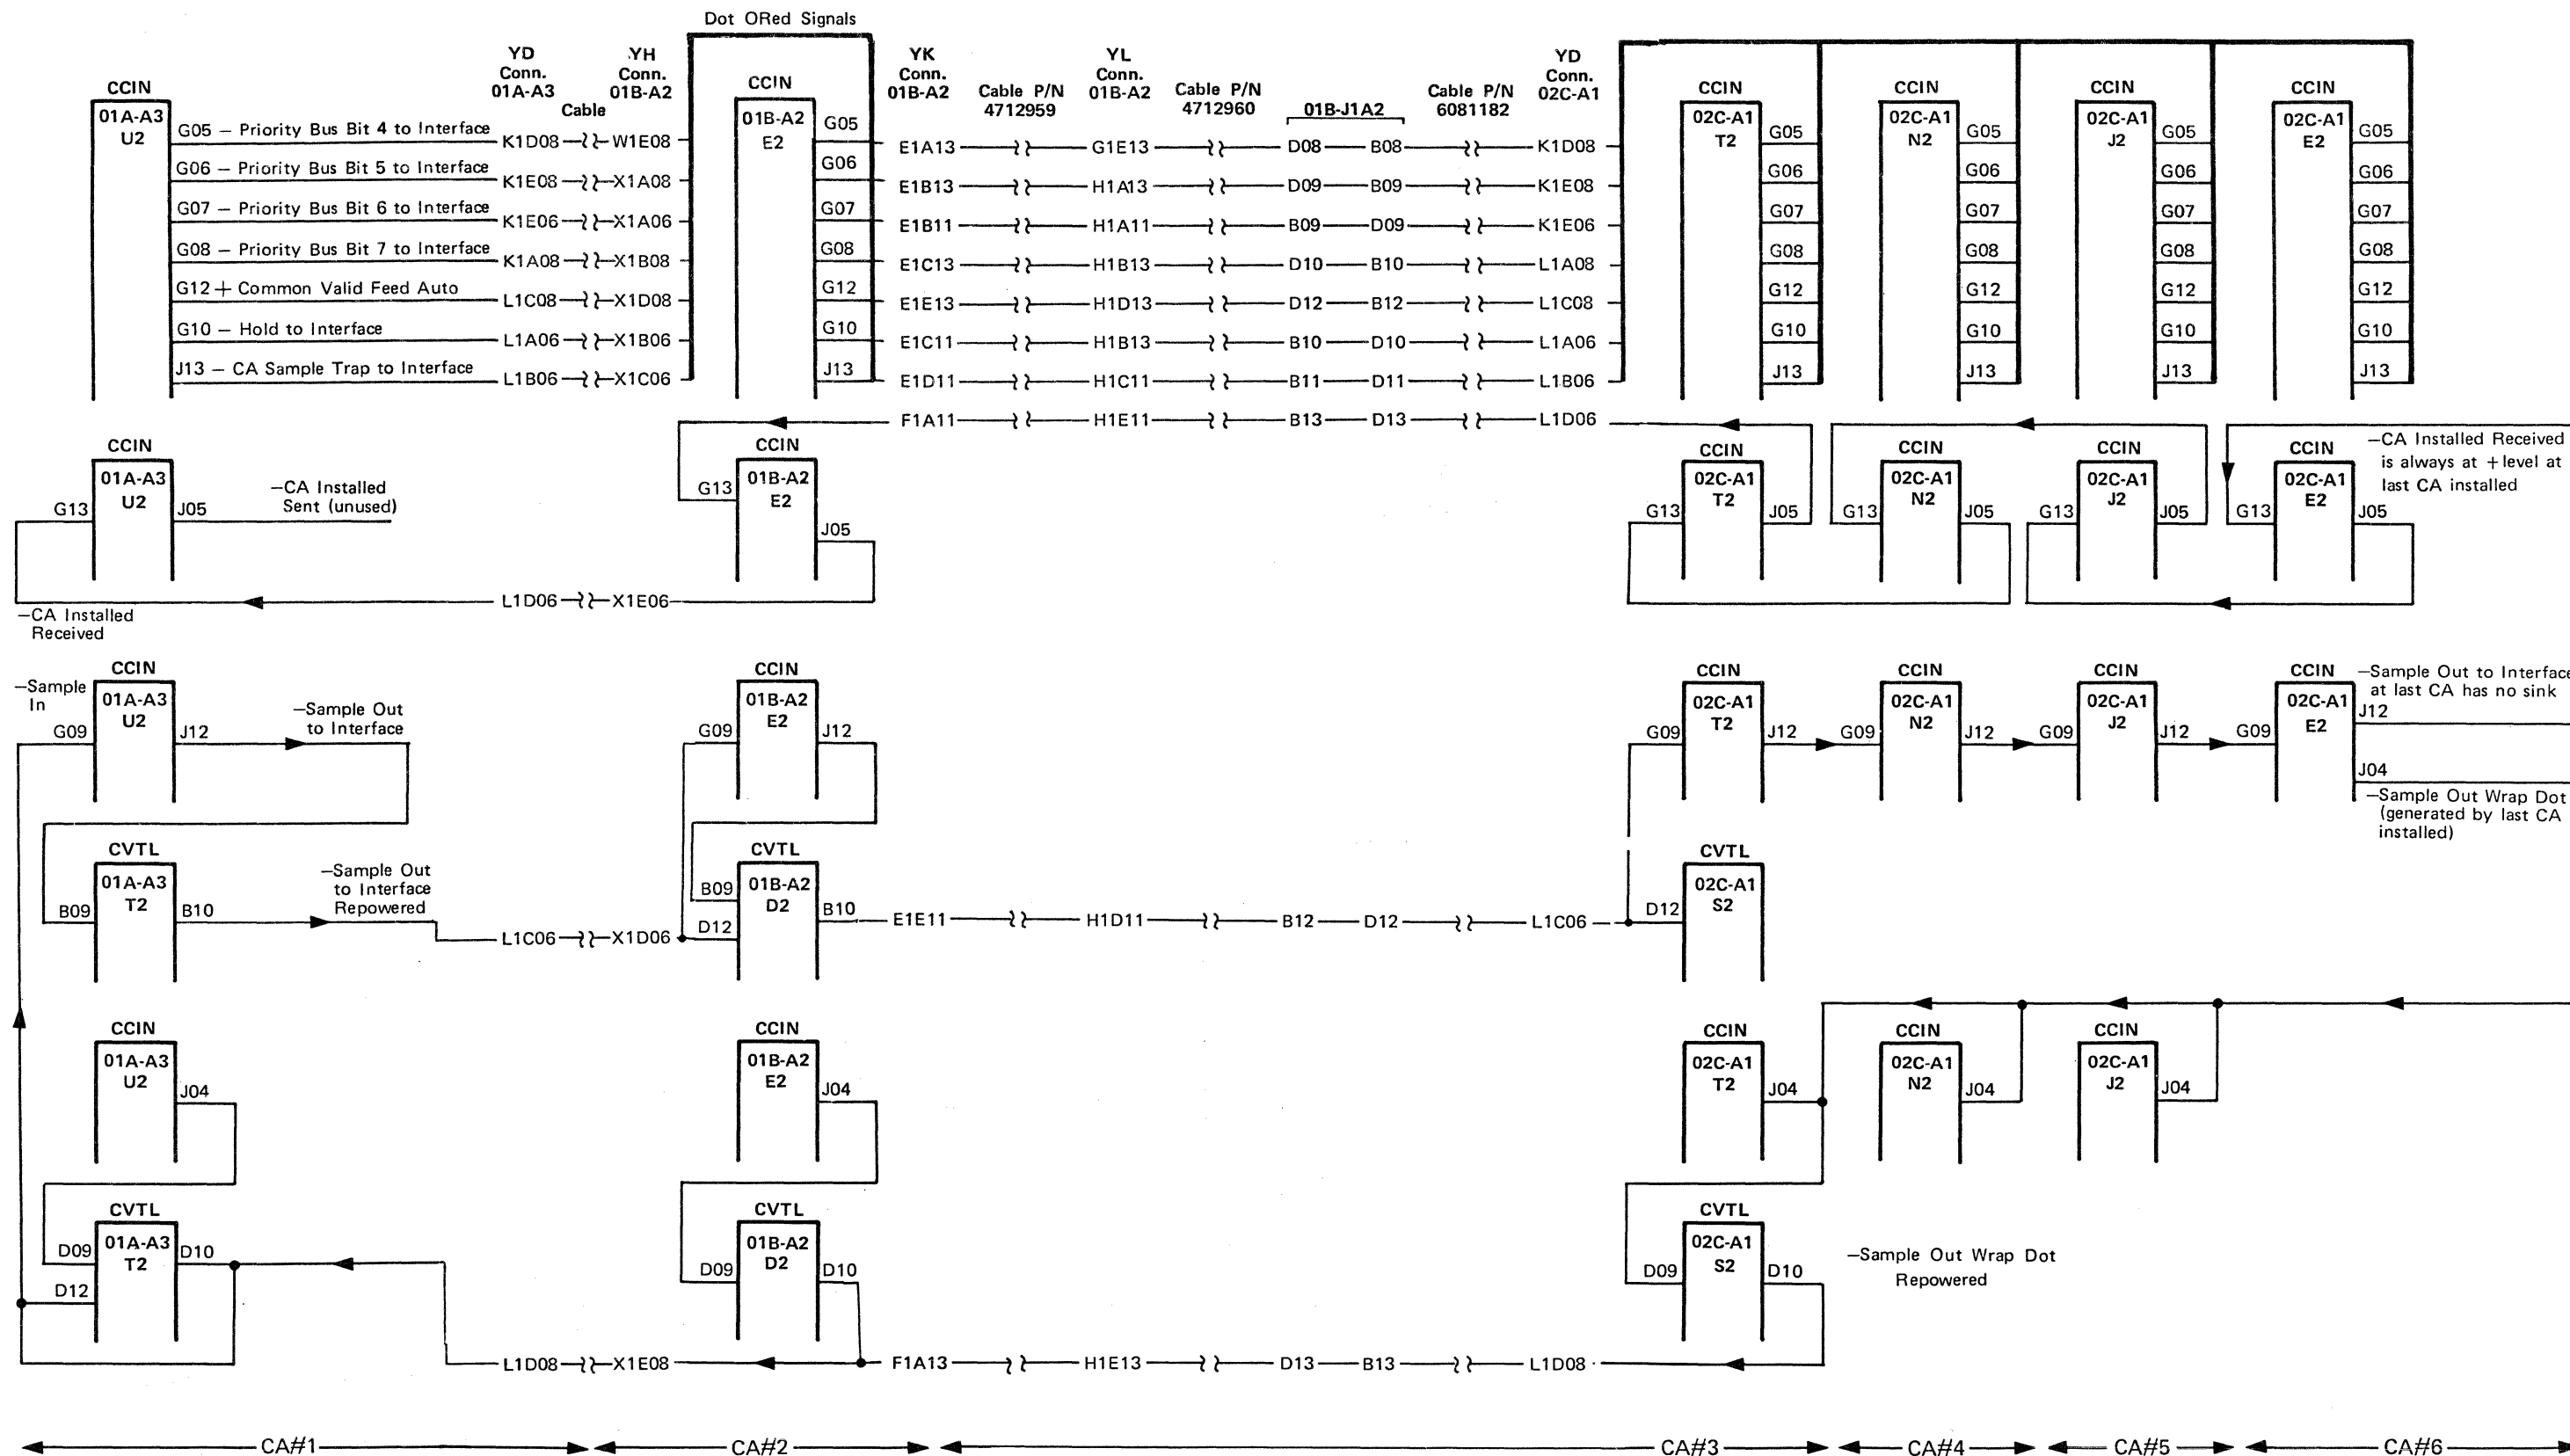 Dot ORed Signals
YD
Conn.
01A-A3
YH
Conn.
01B-A2
Cable
YK
Conn.
01B-A2
Cable P/N
4712959
YL
Conn.
01B-A2
Cable P/N
4712960
01B-J1A2
Cable P/N
6081182
YD
Conn.
02C-A1
CCIN
01A-A3
U2
CCIN
01B-A2
E2
CCIN
02C-A1
T2
CCIN
02C-A1
N2
CCIN
02C-A1
J2
CCIN
02C-A1
E2
G05 – Priority Bus Bit 4 to Interface K1D08 W1E08 G05 E1A13 G1E13 D08 B08 K1D08 G05 G05 G05 G05
G06 – Priority Bus Bit 5 to Interface K1E08 X1A08 G06 E1B13 H1A13 D09 B09 K1E08 G06 G06 G06 G06
G07 – Priority Bus Bit 6 to Interface K1E06 X1A06 G07 E1B11 H1A11 B09 D09 K1E06 G07 G07 G07 G07
G08 – Priority Bus Bit 7 to Interface K1A08 X1B08 G08 E1C13 H1B13 D10 B10 L1A08 G08 G08 G08 G08
G12 + Common Valid Feed Auto L1C08 X1D08 G12 E1E13 H1D13 D12 B12 L1C08 G12 G12 G12 G12
G10 – Hold to Interface L1A06 X1B06 G10 E1C11 H1B13 B10 D10 L1A06 G10 G10 G10 G10
J13 – CA Sample Trap to Interface L1B06 X1C06 J13 E1D11 H1C11 B11 D11 L1B06 J13 J13 J13 J13
F1A11 H1E11 B13 D13 L1D06
CCIN
01A-A3
U2
G13 J05
–CA Installed
Sent (unused)
CCIN
01B-A2
E2
G13
J05
CCIN
02C-A1
T2
G13 J05
CCIN
02C-A1
N2
G13 J05
CCIN
02C-A1
J2
G13 J05
CCIN
02C-A1
E2
G13 J05
–CA Installed Received
is always at + level at
last CA installed
L1D06 X1E06
–CA Installed
Received
–Sample
In
CCIN
01A-A3
U2
G09 J12
–Sample Out
to Interface
CCIN
01B-A2
E2
G09 J12
CCIN
02C-A1
T2
G09 J12
CCIN
02C-A1
N2
G09 J12
CCIN
02C-A1
J2
G09 J12
CCIN
02C-A1
E2
G09
–Sample Out to Interface
at last CA has no sink
J12
J04
–Sample Out Wrap Dot
(generated by last CA
installed)
CVTL
01A-A3
T2
B09 B10
–Sample Out
to Interface
Repowered
L1C06 X1D06
CVTL
01B-A2
D2
B09
D12
B10 E1E11 H1D11 B12 D12 L1C06
CVTL
02C-A1
S2
D12
CCIN
01A-A3
U2
J04
CCIN
01B-A2
E2
J04
CCIN
02C-A1
T2
J04
CCIN
02C-A1
N2
J04
CCIN
02C-A1
J2
J04
CVTL
01A-A3
T2
D09 D10
D12
CVTL
01B-A2
D2
D09 D10
CVTL
02C-A1
S2
D09 D10
–Sample Out Wrap Dot
Repowered
L1D08 X1E08 F1A13 H1E13 D13 B13 L1D08
CA#1 CA#2 CA#3 CA#4 CA#5 CA#6